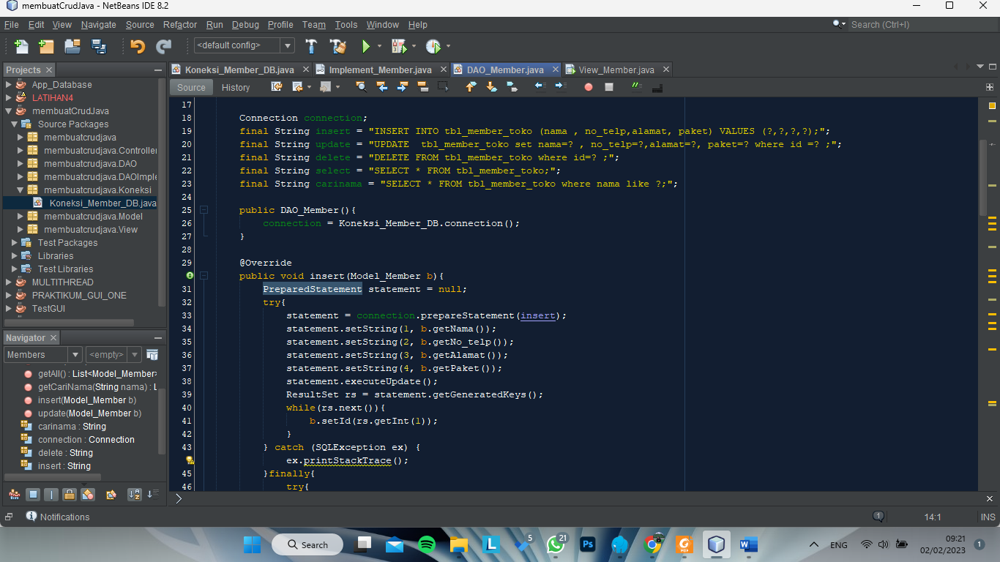 membuatCrudJava - NetBeans IDE 8.2
File Edit View Navigate Source Refactor Run Debug Profile Team Tools Window Help
Search (Ctrl+I)
<default config>
Projects
Koneksi_Member_DB.java Implement_Member.java DAO_Member.java View_Member.java
Source History
App_Database
LATIHAN4
membuatCrudJava
Source Packages
membuatcrudjava
membuatcrudjava.Controller
membuatcrudjava.DAO
membuatcrudjava.DAOImple
membuatcrudjava.Koneksi
Koneksi_Member_DB.java
membuatcrudjava.Model
membuatcrudjava.View
Test Packages
Libraries
Test Libraries
MULTITHREAD
PRAKTIKUM_GUI_ONE
TestGUI
Navigator
Members <empty>
getAll() : List<Model_Member>
getCariNama(String nama) : L
insert(Model_Member b)
update(Model_Member b)
carinama : String
connection : Connection
delete : String
insert : String
17
18 Connection connection;
19 final String insert = "INSERT INTO tbl_member_toko (nama , no_telp,alamat, paket) VALUES (?,?,?,?);";
20 final String update = "UPDATE  tbl_member_toko set nama=? , no_telp=?,alamat=?, paket=? where id =? ;";
21 final String delete = "DELETE FROM tbl_member_toko where id=? ;";
22 final String select = "SELECT * FROM tbl_member_toko;";
23 final String carinama = "SELECT * FROM tbl_member_toko where nama like ?;";
24
25 public DAO_Member(){
26 connection = Koneksi_Member_DB.connection();
27 }
28
29 @Override
public void insert(Model_Member b){
31 PreparedStatement statement = null;
32 try{
33 statement = connection.prepareStatement(insert);
34 statement.setString(1, b.getNama());
35 statement.setString(2, b.getNo_telp());
36 statement.setString(3, b.getAlamat());
37 statement.setString(4, b.getPaket());
38 statement.executeUpdate();
39 ResultSet rs = statement.getGeneratedKeys();
40 while(rs.next()){
41 b.setId(rs.getInt(1));
42 }
43 } catch (SQLException ex) {
ex.printStackTrace();
45 }finally{
46 try{
Notifications
1
14:1 INS
Search
5
21
Ps
L
W
PDF
ENG
09:21
02/02/2023
1